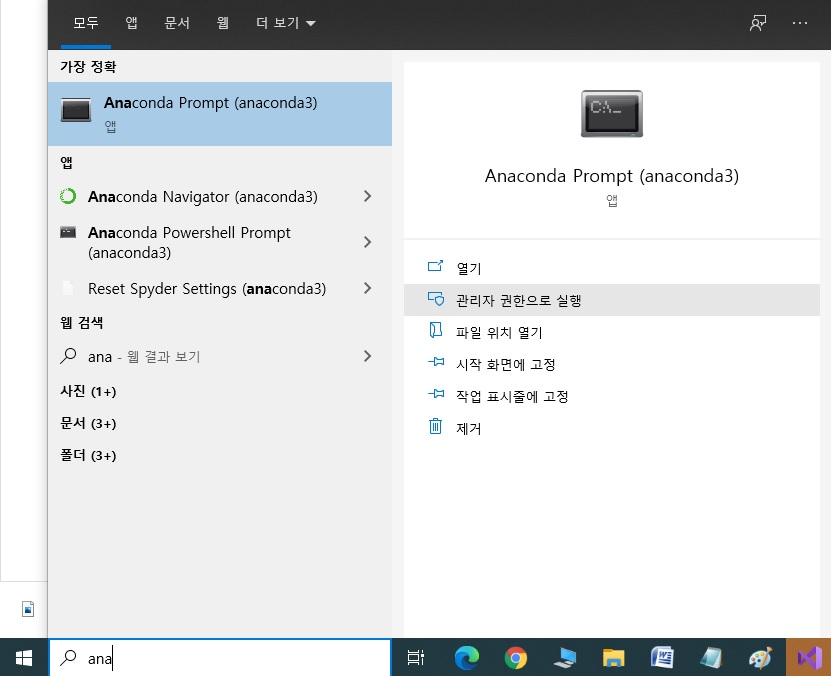 모두 앱 문서 웹 더 보기
가장 정확
Anaconda Prompt (anaconda3)
앱
앱
Anaconda Navigator (anaconda3)
Anaconda Powershell Prompt
(anaconda3)
Reset Spyder Settings (anaconda3)
웹 검색
ana - 웹 결과 보기
사진 (1+)
문서 (3+)
폴더 (3+)
C:\_
Anaconda Prompt (anaconda3)
앱
열기
관리자 권한으로 실행
파일 위치 열기
시작 화면에 고정
작업 표시줄에 고정
제거
ana